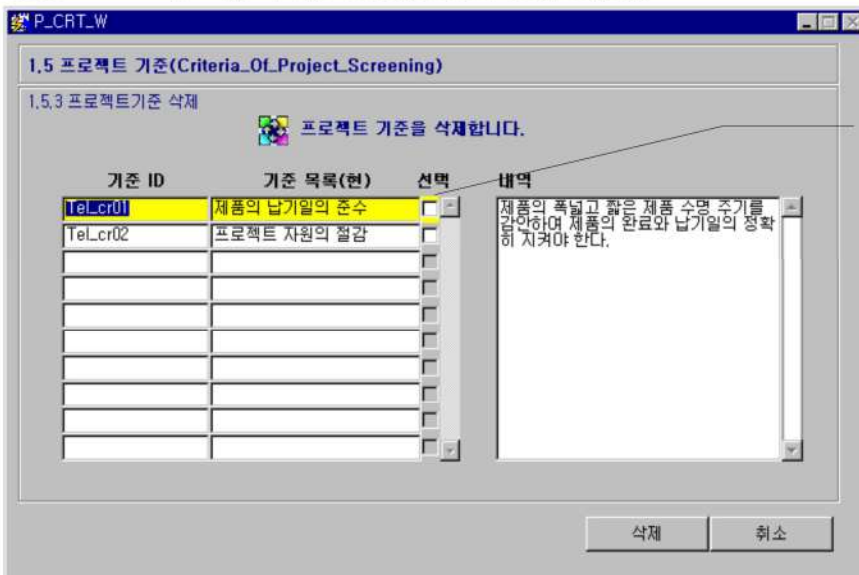 P_CRT_W
1.5 프로젝트 기준(Criteria_Of_Project_Screening)
1.5.3 프로젝트기준 삭제
프로젝트 기준을 삭제합니다.
기준 ID 기준 목록(현) 선택 내역
Tel_cr01 제품의 납기일의 준수
Tel_cr02 프로젝트 자원의 절감
제품의 폭넓고 짧은 제품 수명 주기를
감안하여 제품의 완료와 납기일의 정확
히 지켜야 한다.
삭제 취소